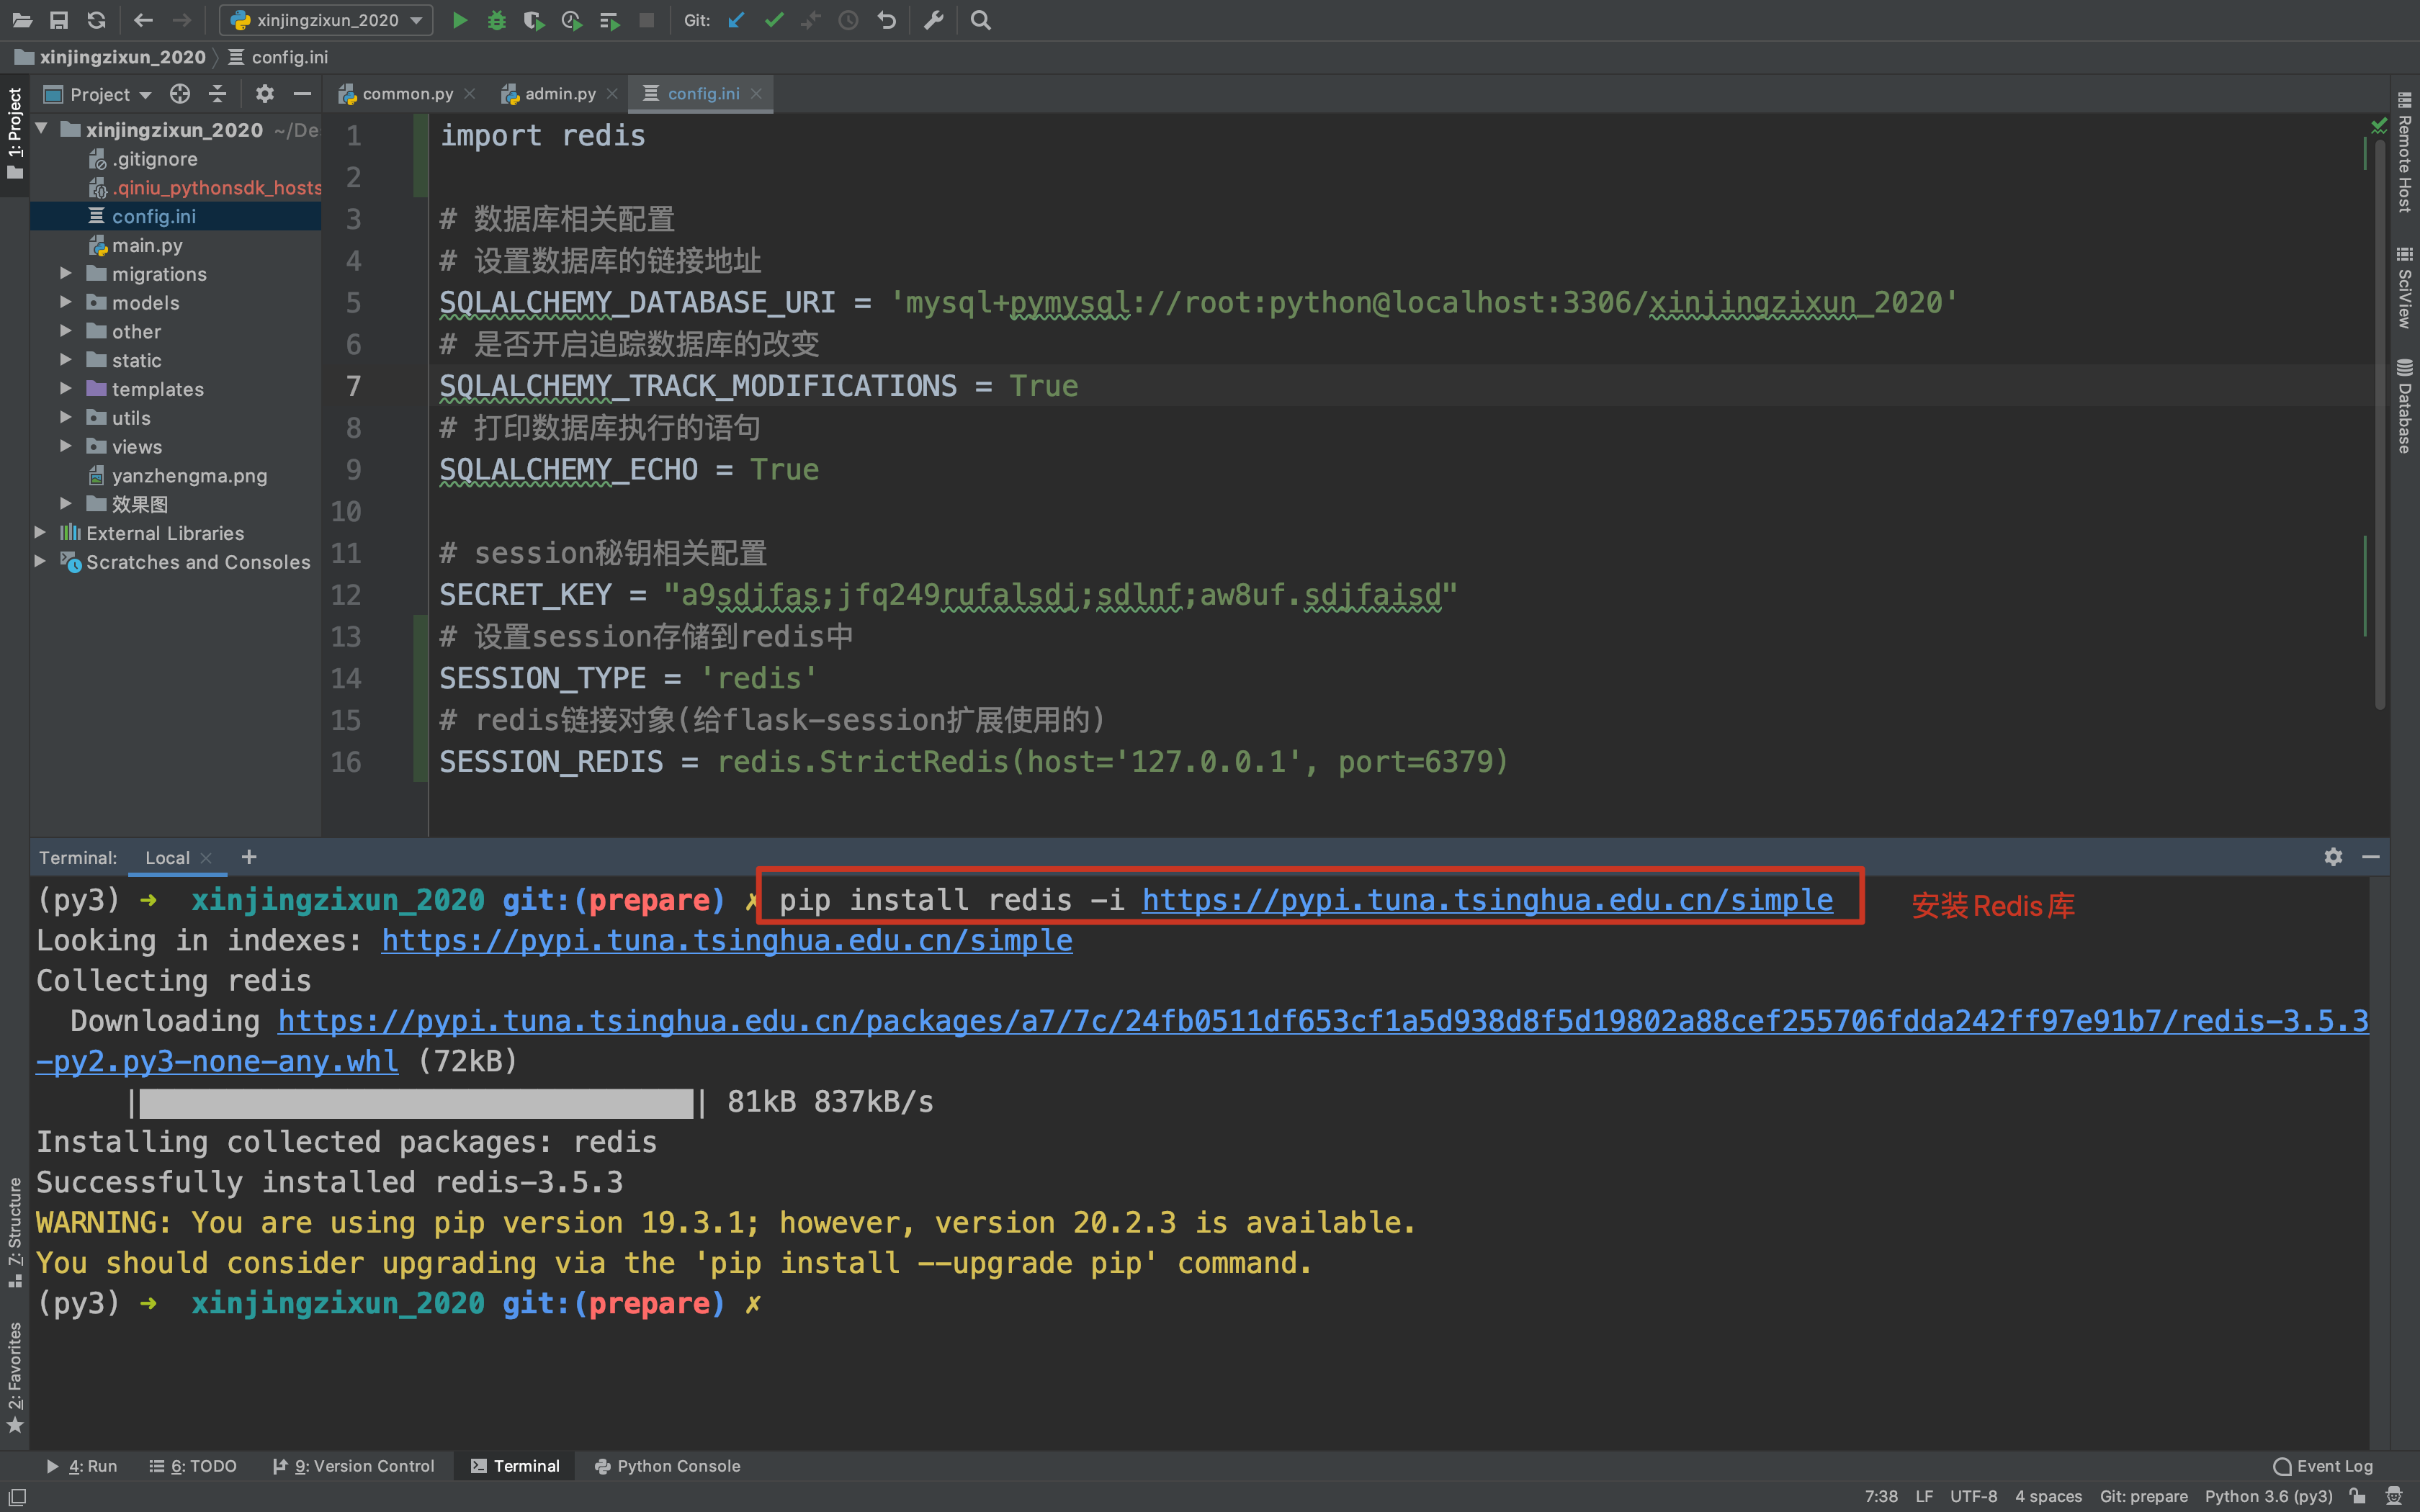 xinjingzixun_2020
Git:
xinjingzixun_2020
config.ini
Project
common.py
admin.py
config.ini
1: Project
xinjingzixun_2020 ~/De
.gitignore
.qiniu_pythonsdk_hosts
config.ini
main.py
migrations
models
other
static
templates
utils
views
yanzhengma.png
效果图
External Libraries
Scratches and Consoles
1 import redis
2
3 # 数据库相关配置
4 # 设置数据库的链接地址
5 SQLALCHEMY_DATABASE_URI = 'mysql+pymysql://root:python@localhost:3306/xinjingzixun_2020'
6 # 是否开启追踪数据库的改变
7 SQLALCHEMY_TRACK_MODIFICATIONS = True
8 # 打印数据库执行的语句
9 SQLALCHEMY_ECHO = True
10
11 # session秘钥相关配置
12 SECRET_KEY = "a9sdjfas;jfq249rufalsdj;sdlnf;aw8uf.sdjfaisd"
13 # 设置session存储到redis中
14 SESSION_TYPE = 'redis'
15 # redis链接对象(给flask-session扩展使用的)
16 SESSION_REDIS = redis.StrictRedis(host='127.0.0.1', port=6379)
Remote Host
SciView
Database
Terminal: Local +
(py3) ➜ xinjingzixun_2020 git:(prepare) ✗ pip install redis -i https://pypi.tuna.tsinghua.edu.cn/simple
安装Redis库
Looking in indexes: https://pypi.tuna.tsinghua.edu.cn/simple
Collecting redis
Downloading https://pypi.tuna.tsinghua.edu.cn/packages/a7/7c/24fb0511df653cf1a5d938d8f5d19802a88cef255706fdda242ff97e91b7/redis-3.5.3
-py2.py3-none-any.whl (72kB)
|████████████████████████████████| 81kB 837kB/s
Installing collected packages: redis
Successfully installed redis-3.5.3
WARNING: You are using pip version 19.3.1; however, version 20.2.3 is available.
You should consider upgrading via the 'pip install --upgrade pip' command.
(py3) ➜ xinjingzixun_2020 git:(prepare) ✗
7: Structure
2: Favorites
4: Run
6: TODO
9: Version Control
Terminal
Python Console
Event Log
7:38 LF UTF-8 4 spaces Git: prepare Python 3.6 (py3)